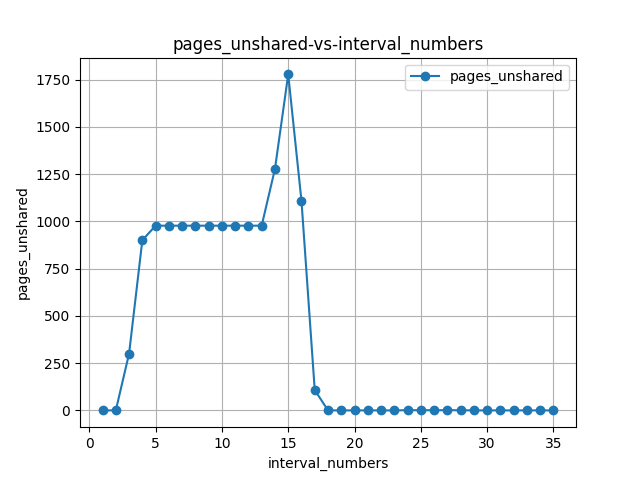 pages_unshared-vs-interval_numbers
pages_unshared
1750
1500
1250
1000
750
500
250
0
pages_unshared
0 5 10 15 20 25 30 35
interval_numbers